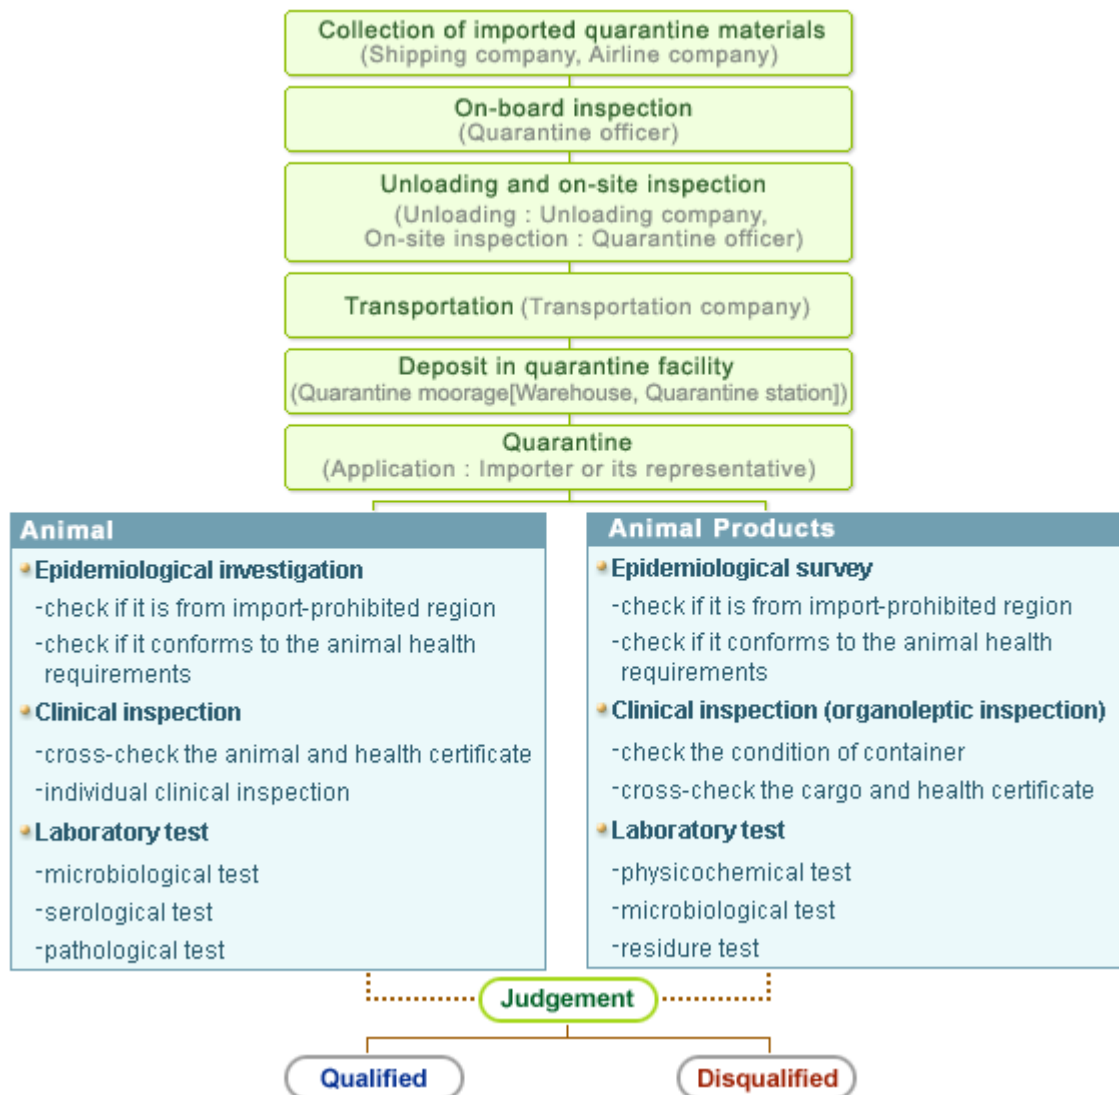 Collection of imported quarantine materials
(Shipping company, Airline company)
On-board inspection
(Quarantine officer)
Unloading and on-site inspection
(Unloading : Unloading company,
On-site inspection : Quarantine officer)
Transportation (Transportation company)
Deposit in quarantine facility
(Quarantine moorage[Warehouse, Quarantine station])
Quarantine
(Application : Importer or its representative)
Animal
Epidemiological investigation
-check if it is from import-prohibited region
-check if it conforms to the animal health
requirements
Clinical inspection
-cross-check the animal and health certificate
-individual clinical inspection
Laboratory test
-microbiological test
-serological test
-pathological test
Animal Products
Epidemiological survey
-check if it is from import-prohibited region
-check if it conforms to the animal health
requirements
Clinical inspection (organoleptic inspection)
-check the condition of container
-cross-check the cargo and health certificate
Laboratory test
-physicochemical test
-microbiological test
-residure test
Judgement
Qualified
Disqualified